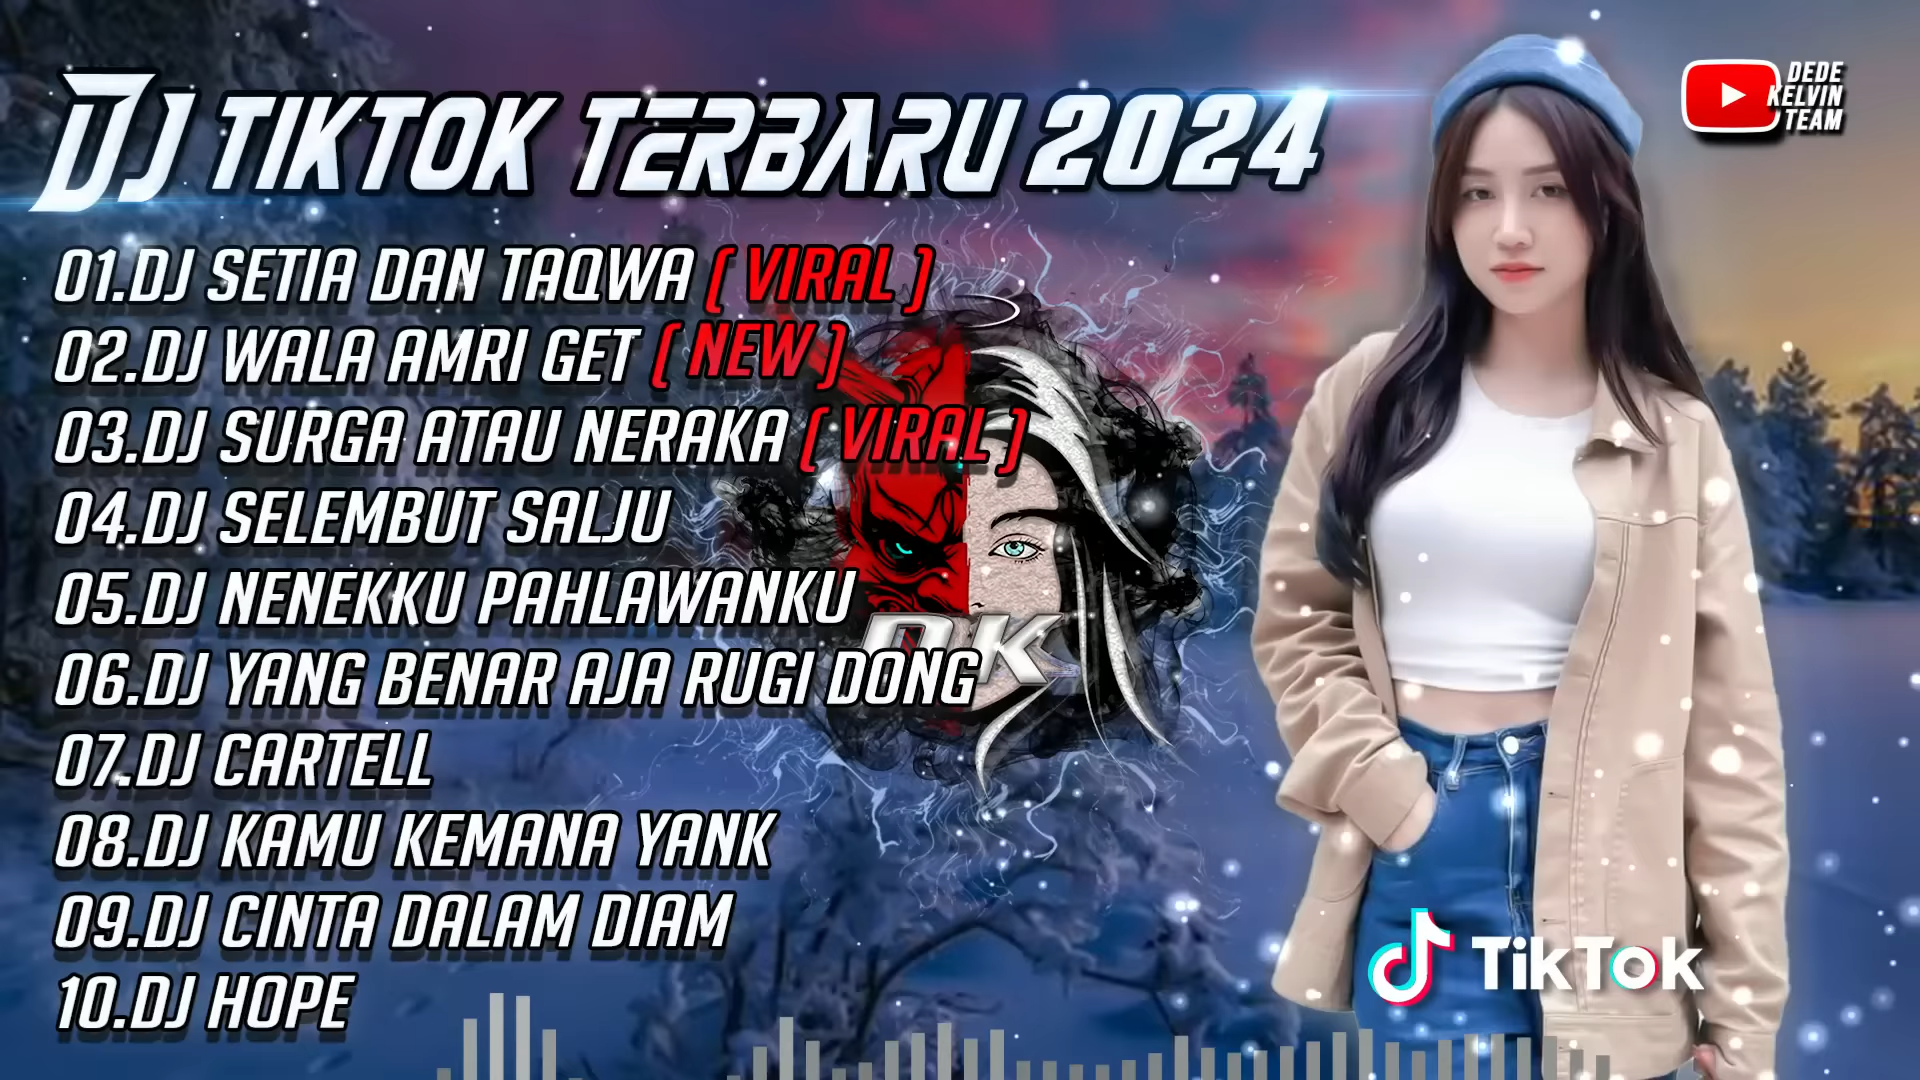 DJ TIKTOK TERBARU 2024
DEDE
KELVIN
TEAM
01.DJ SETIA DAN TAQWA ( VIRAL )
02.DJ WALA AMRI GET ( NEW )
03.DJ SURGA ATAU NERAKA ( VIRAL )
04.DJ SELEMBUT SALJU
05.DJ NENEKKU PAHLAWANKU
DK
06.DJ YANG BENAR AJA RUGI DONG
07.DJ CARTELL
08.DJ KAMU KEMANA YANK
09.DJ CINTA DALAM DIAM
10.DJ HOPE
TikTok